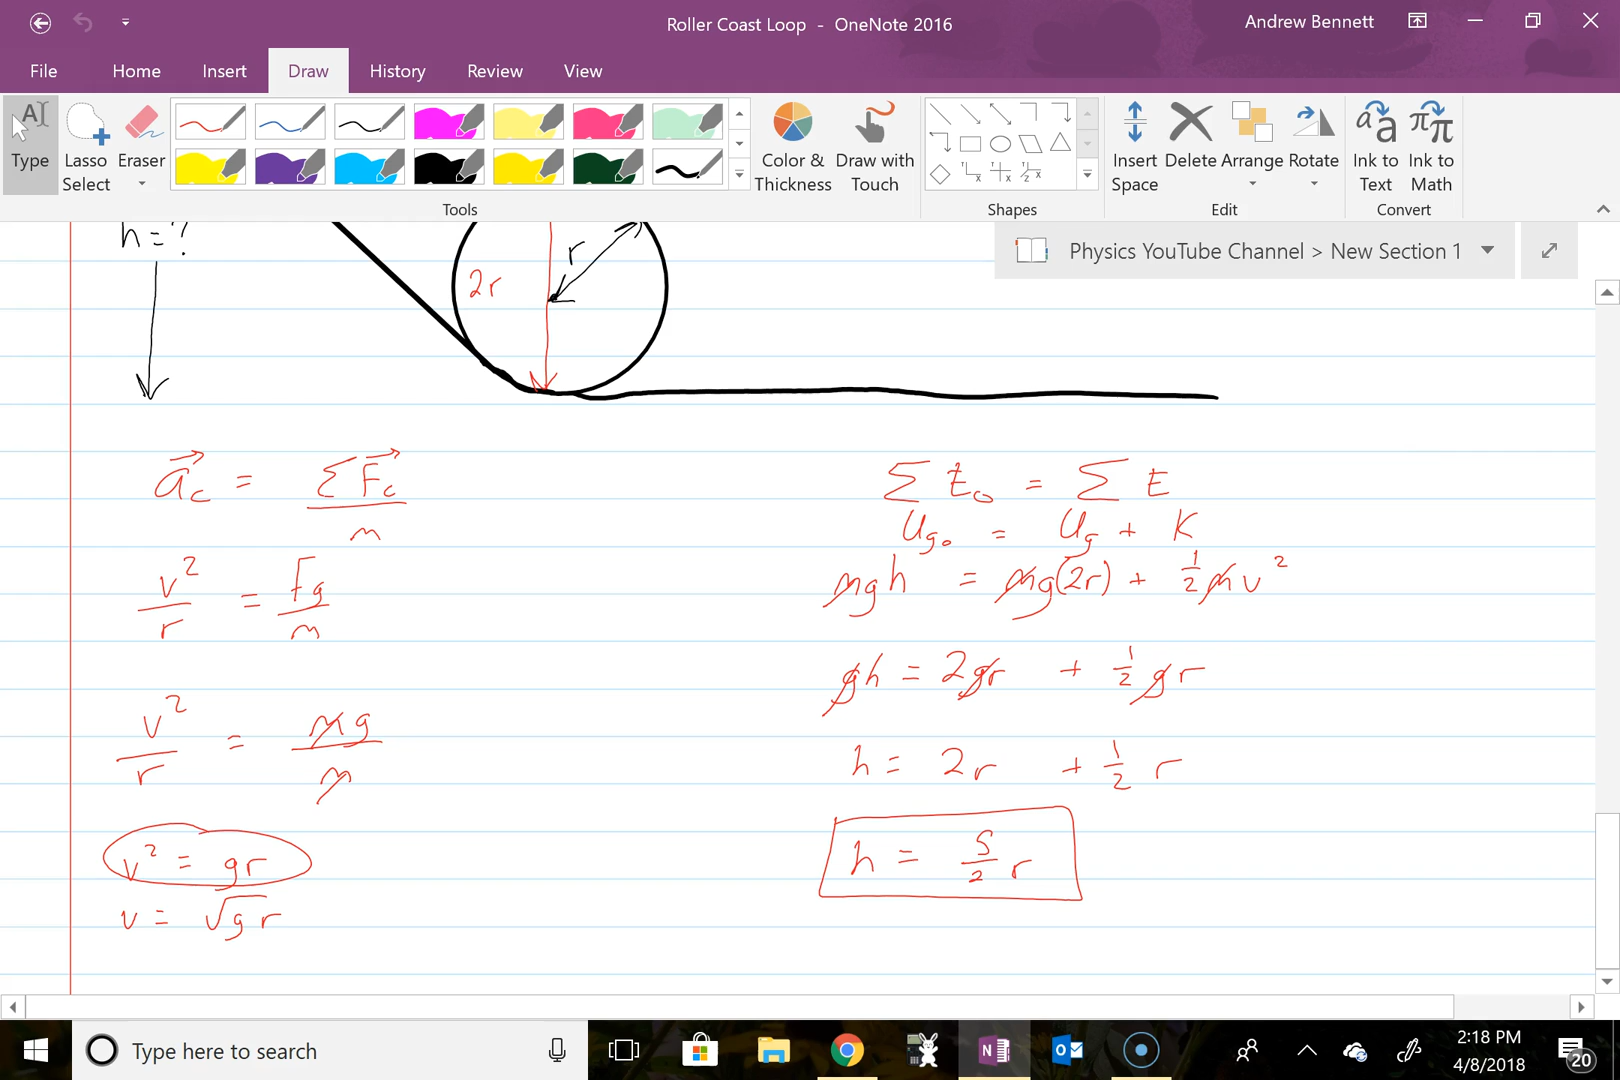 Roller Coast Loop - OneNote 2016
Andrew Bennett
File Home Insert Draw History Review View
Type
Lasso Select
Eraser
Color & Thickness
Draw with Touch
Insert Space
Delete
Arrange
Rotate
Ink to Text
Ink to Math
Tools
Shapes
Edit
Convert
Physics YouTube Channel > New Section 1
h = ?
2r
r
a⃗c = ΣF⃗c / m
v²/r = Fg/m
v²/r = mg/m
v² = gr
v = √gr
Σ E₀ = Σ E
Ug₀ = Ug + K
mgh = mg(2r) + ½mv²
gh = 2gr + ½gr
h = 2r + ½r
h = 5/2 r
Type here to search
2:18 PM
4/8/2018
20